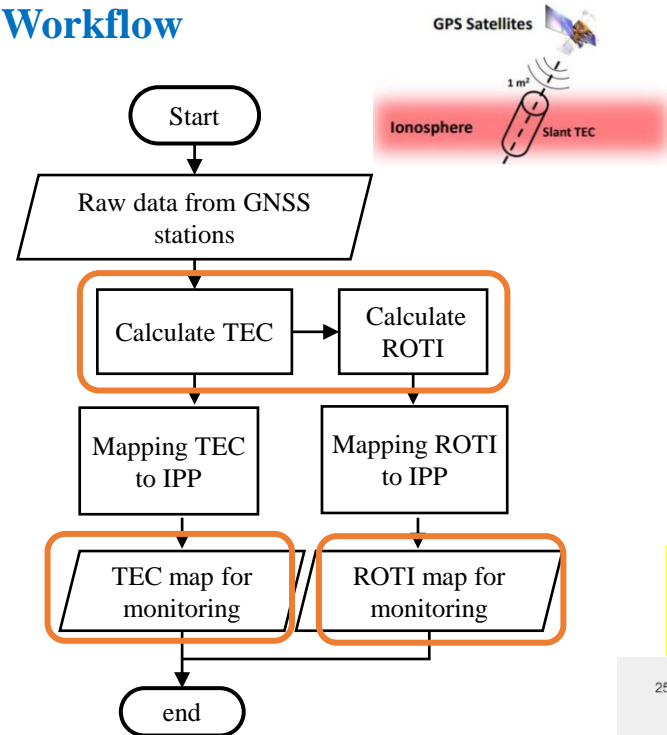 Workflow
GPS Satellites
1 m²
Ionosphere
Slant TEC
Start
Raw data from GNSS
stations
Calculate TEC
Calculate
ROTI
Mapping TEC
to IPP
Mapping ROTI
to IPP
TEC map for
monitoring
ROTI map for
monitoring
end
25